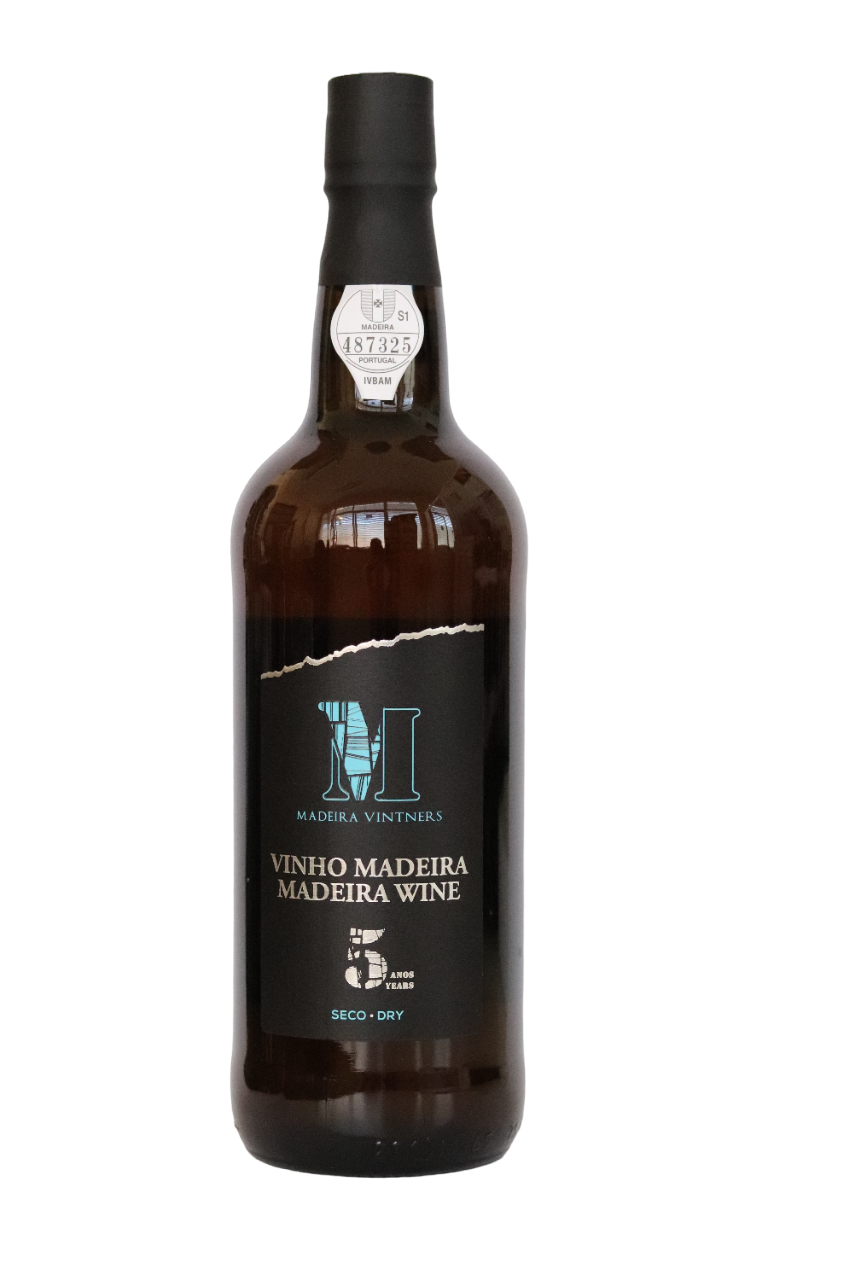 MADEIRA
S1
487325
PORTUGAL
IVBAM
M
MADEIRA VINTNERS
VINHO MADEIRA
MADEIRA WINE
5 ANOS
YEARS
SECO • DRY